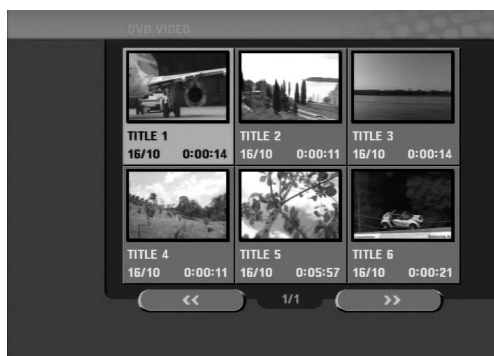 DVD VIDEO
TITLE 1
16/10 0:00:14
TITLE 2
16/10 0:00:11
TITLE 3
16/10 0:00:14
TITLE 4
16/10 0:00:11
TITLE 5
16/10 0:05:57
TITLE 6
16/10 0:00:21
<< 1/1 >>